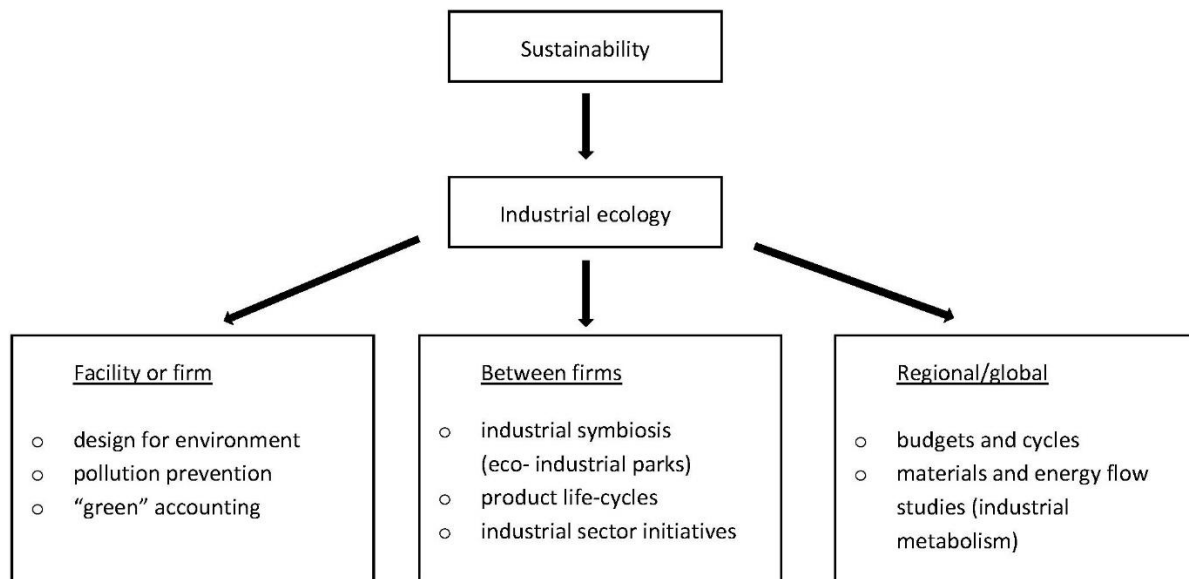 Sustainability
Industrial ecology
Facility or firm
o design for environment
o pollution prevention
o “green” accounting
Between firms
o industrial symbiosis
(eco- industrial parks)
o product life-cycles
o industrial sector initiatives
Regional/global
o budgets and cycles
o materials and energy flow
studies (industrial
metabolism)